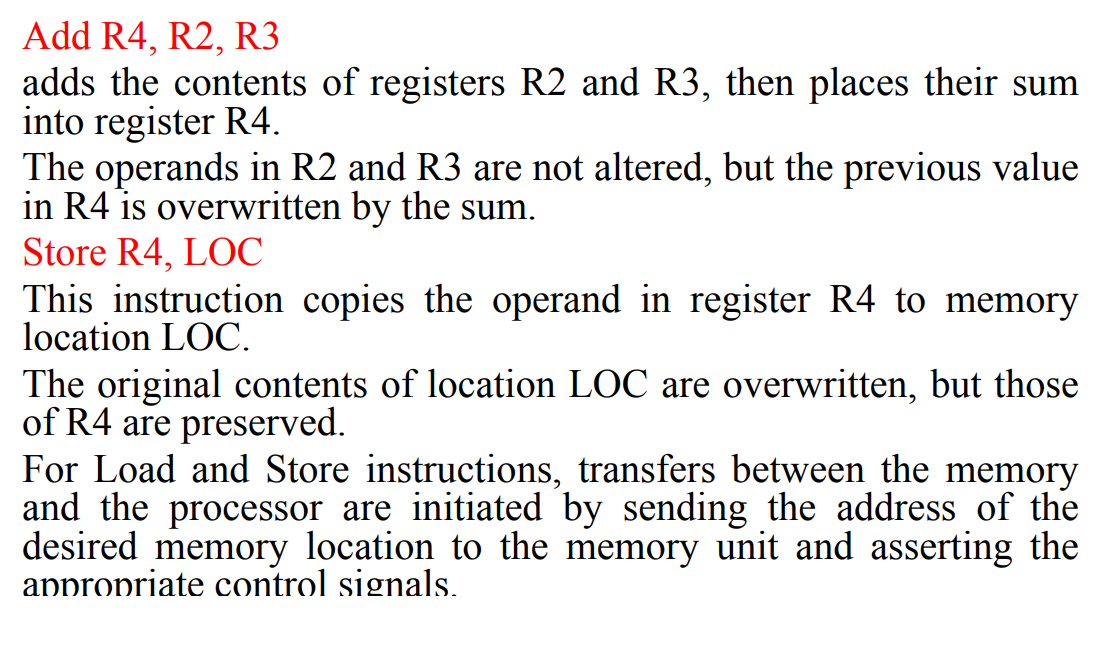 Add R4, R2, R3
adds the contents of registers R2 and R3, then places their sum
into register R4.
The operands in R2 and R3 are not altered, but the previous value
in R4 is overwritten by the sum.
Store R4, LOC
This instruction copies the operand in register R4 to memory
location LOC.
The original contents of location LOC are overwritten, but those
of R4 are preserved.
For Load and Store instructions, transfers between the memory
and the processor are initiated by sending the address of the
desired memory location to the memory unit and asserting the
appropriate control signals.